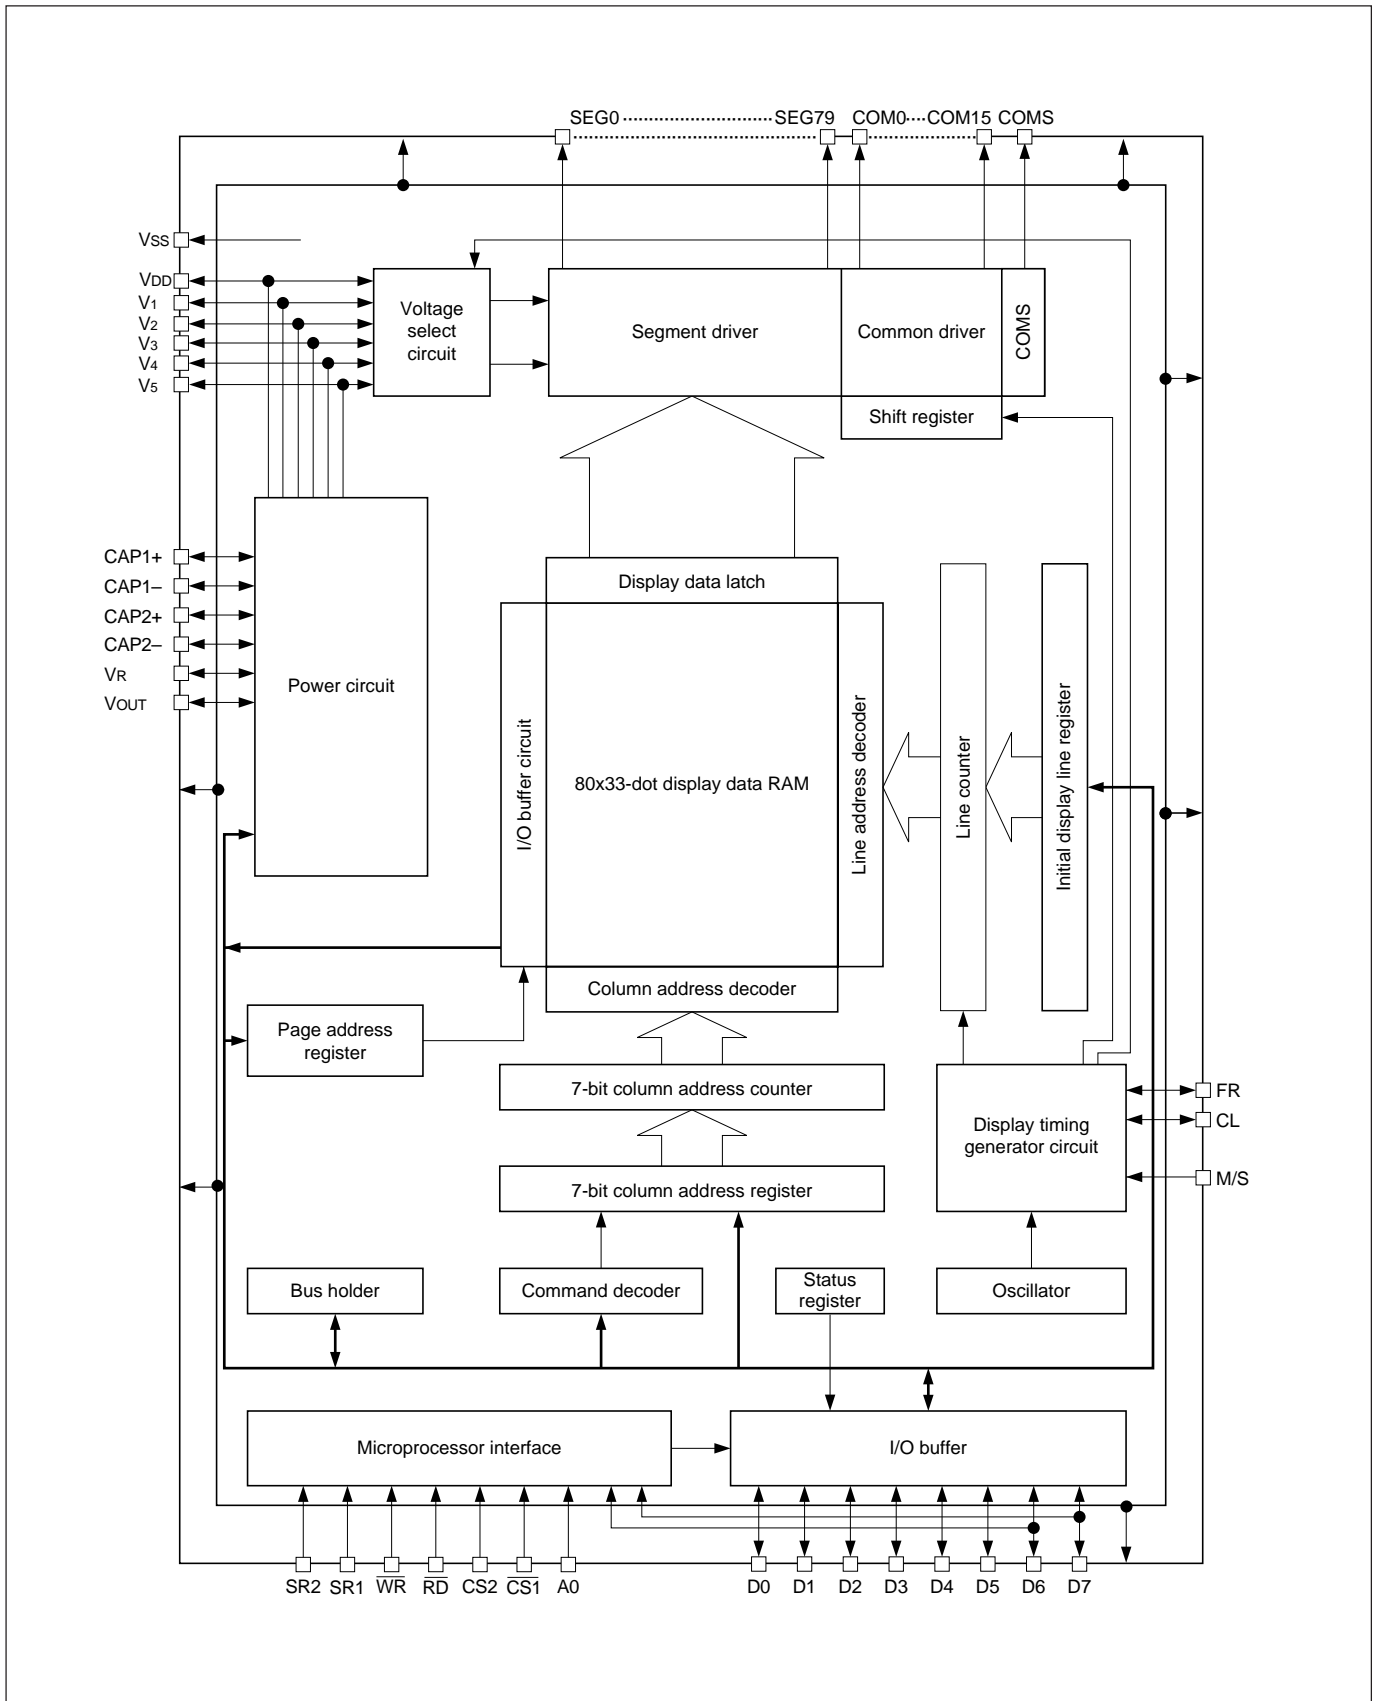 SEG0 ........................... SEG79 COM0 .... COM15 COMS
VSS
VDD
V1
V2
V3
V4
V5
Voltage
select
circuit
Segment driver
Common driver
COMS
Shift register
CAP1+
CAP1–
CAP2+
CAP2–
VR
VOUT
Power circuit
Display data latch
I/O buffer circuit
80x33-dot display data RAM
Line address decoder
Line counter
Initial display line register
Column address decoder
Page address
register
7-bit column address counter
7-bit column address register
Display timing
generator circuit
FR
CL
M/S
Bus holder
Command decoder
Status
register
Oscillator
Microprocessor interface
I/O buffer
SR2 SR1 W̅R̅ R̅D̅ CS2 C̅S̅1̅ A0 D0 D1 D2 D3 D4 D5 D6 D7